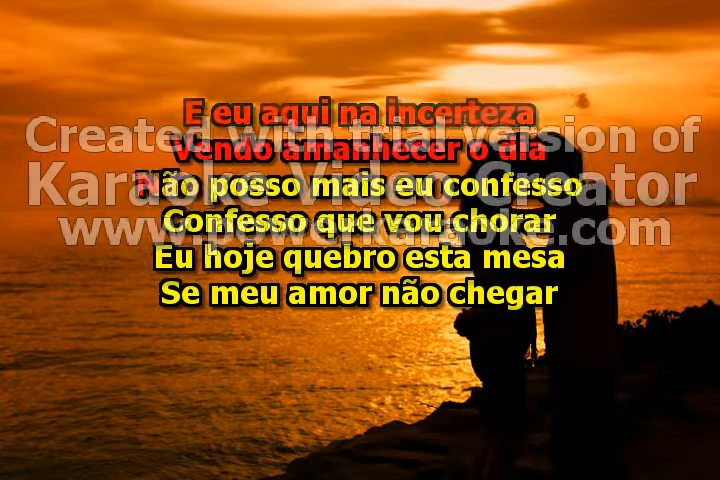 E eu aqui na incerteza
Created with trial version of
Vendo amanhecer o dia
Karaoke Video Creator
Não posso mais eu confesso
Confesso que vou chorar
www.powerkaraoke.com
Eu hoje quebro esta mesa
Se meu amor não chegar